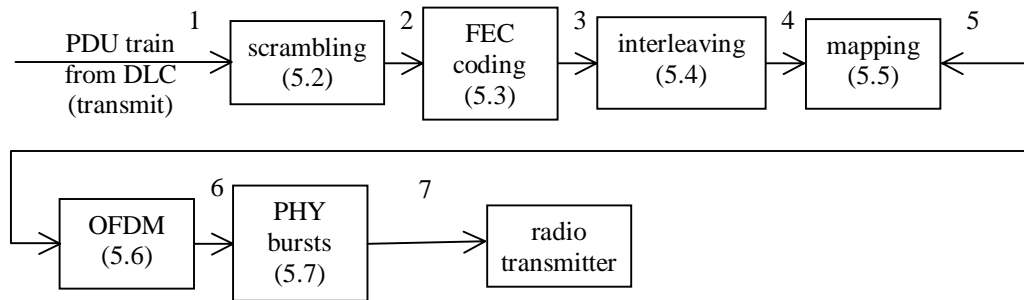 1
PDU train
from DLC
(transmit)
scrambling
(5.2)
2
FEC
coding
(5.3)
3
interleaving
(5.4)
4
mapping
(5.5)
5
OFDM
(5.6)
6
PHY
bursts
(5.7)
7
radio
transmitter